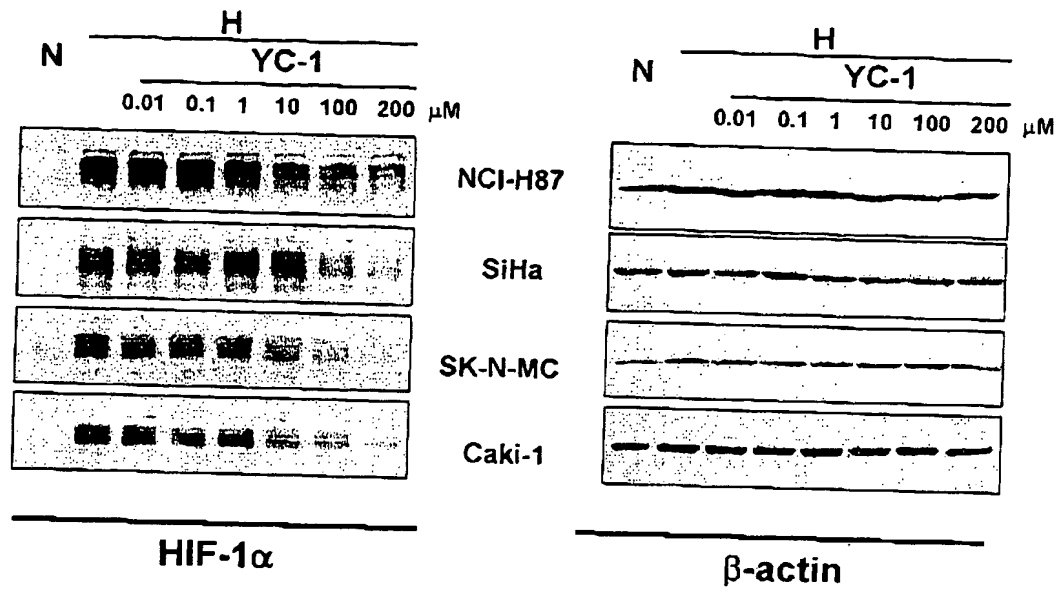 H
N
YC-1
0.01 0.1 1 10 100 200 μM
H
N
YC-1
0.01 0.1 1 10 100 200 μM
NCI-H87
SiHa
SK-N-MC
Caki-1
HIF-1α
β-actin